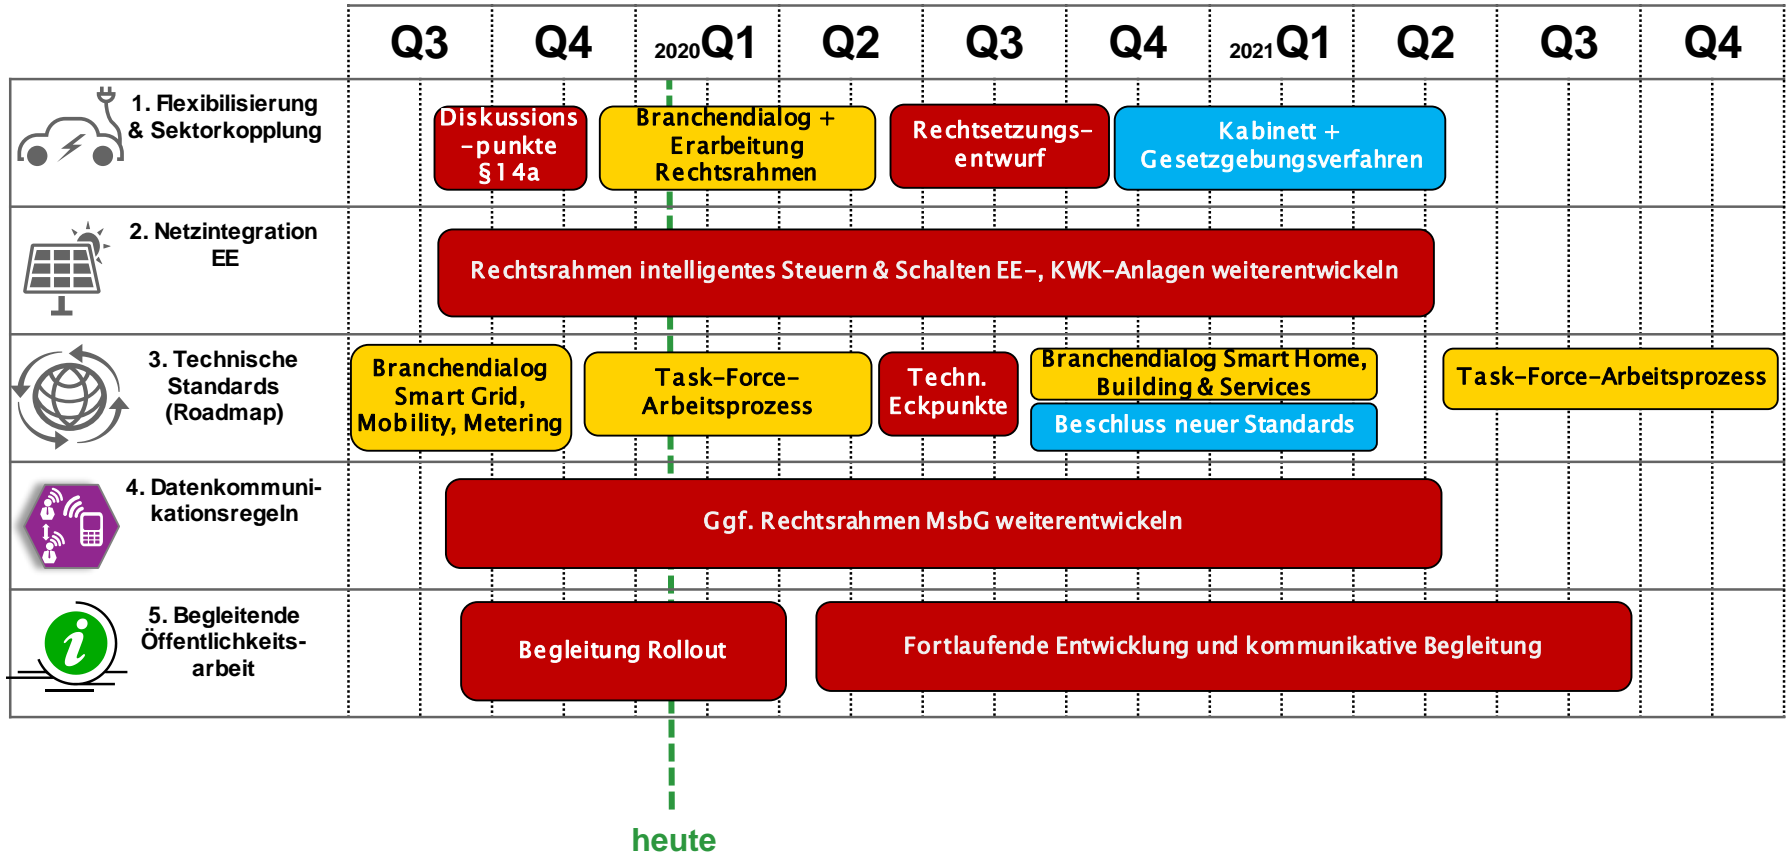 Q3 Q4 2020Q1 Q2 Q3 Q4 2021Q1 Q2 Q3 Q4
1. Flexibilisierung
& Sektorkopplung
Diskussions
-punkte
§14a
Branchendialog +
Erarbeitung
Rechtsrahmen
Rechtsetzungs-
entwurf
Kabinett +
Gesetzgebungsverfahren
2. Netzintegration
EE
Rechtsrahmen intelligentes Steuern & Schalten EE-, KWK-Anlagen weiterentwickeln
3. Technische
Standards
(Roadmap)
Branchendialog
Smart Grid,
Mobility, Metering
Task-Force-
Arbeitsprozess
Techn.
Eckpunkte
Branchendialog Smart Home,
Building & Services
Beschluss neuer Standards
Task-Force-Arbeitsprozess
4. Datenkommuni-
kationsregeln
Ggf. Rechtsrahmen MsbG weiterentwickeln
i
5. Begleitende
Öffentlichkeits-
arbeit
Begleitung Rollout
Fortlaufende Entwicklung und kommunikative Begleitung
heute